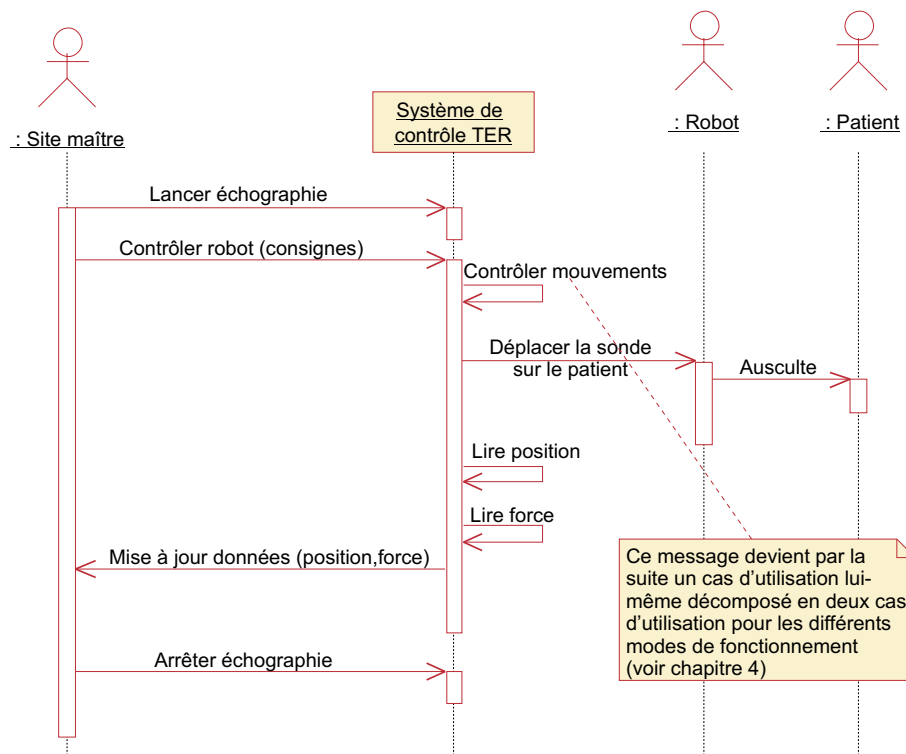 : Site maître
Système de
contrôle TER
: Robot
: Patient
Lancer échographie
Contrôler robot (consignes)
Contrôler mouvements
Déplacer la sonde
sur le patient
Ausculte
Lire position
Lire force
Mise à jour données (position,force)
Ce message devient par la
suite un cas d’utilisation lui-
même décomposé en deux cas
d’utilisation pour les différents
modes de fonctionnement
(voir chapitre 4)
Arrêter échographie